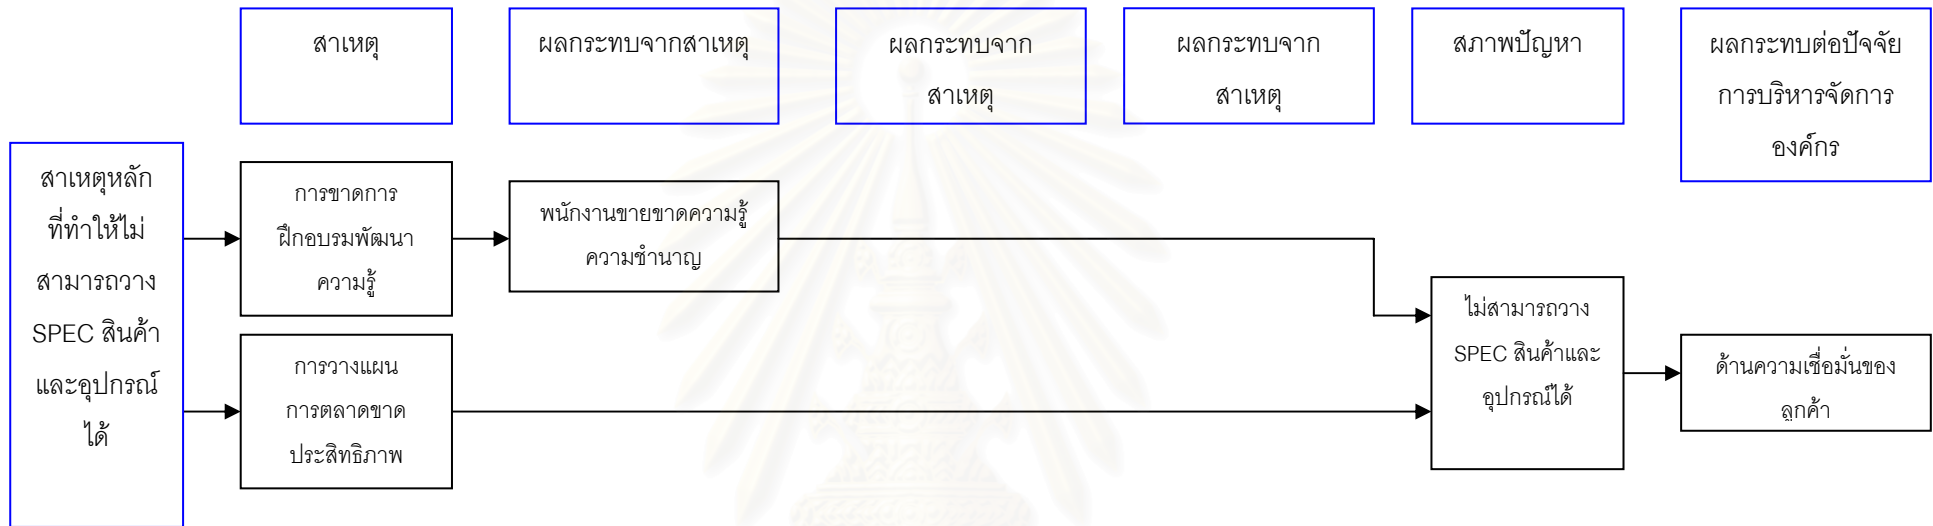 สาเหตุ
ผลกระทบจากสาเหตุ
ผลกระทบจาก
สาเหตุ
ผลกระทบจาก
สาเหตุ
สภาพปัญหา
ผลกระทบต่อปัจจัย
การบริหารจัดการ
องค์กร
สาเหตุหลัก
ที่ทำให้ไม่
สามารถวาง
SPEC สินค้า
และอุปกรณ์
ได้
การขาดการ
ฝึกอบรมพัฒนา
ความรู้
พนักงานขายขาดความรู้
ความชำนาญ
การวางแผน
การตลาดขาด
ประสิทธิภาพ
ไม่สามารถวาง
SPEC สินค้าและ
อุปกรณ์ได้
ด้านความเชื่อมั่นของ
ลูกค้า